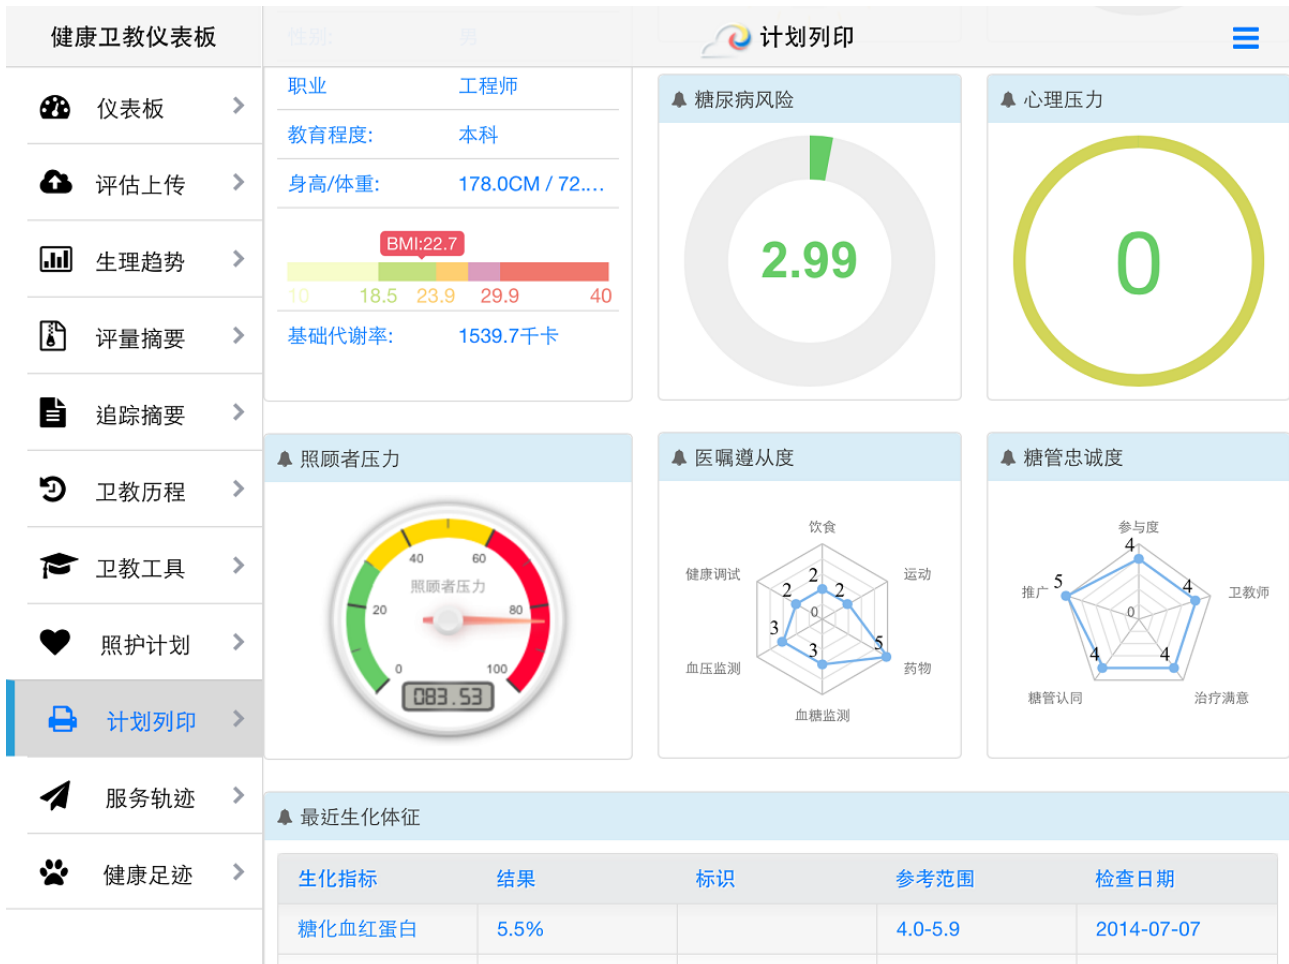 健康卫教仪表板
仪表板
评估上传
生理趋势
评量摘要
追踪摘要
卫教历程
卫教工具
照护计划
计划列印
服务轨迹
健康足迹
计划列印
性别: 男
职业 工程师
教育程度: 本科
身高/体重: 178.0CM / 72....
BMI:22.7
10 18.5 23.9 29.9 40
基础代谢率: 1539.7千卡
糖尿病风险
2.99
心理压力
0
照顾者压力
40 60
照顾者压力
20 80
0 100
083.53
医嘱遵从度
饮食
健康调试 2 运动
2 2
0
3 5
血压监测 3 药物
血糖监测
糖管忠诚度
参与度
4
推广 5 4 卫教师
0
4 4
糖管认同 治疗满意
最近生化体征
生化指标 结果 标识 参考范围 检查日期
糖化血红蛋白 5.5% 4.0-5.9 2014-07-07